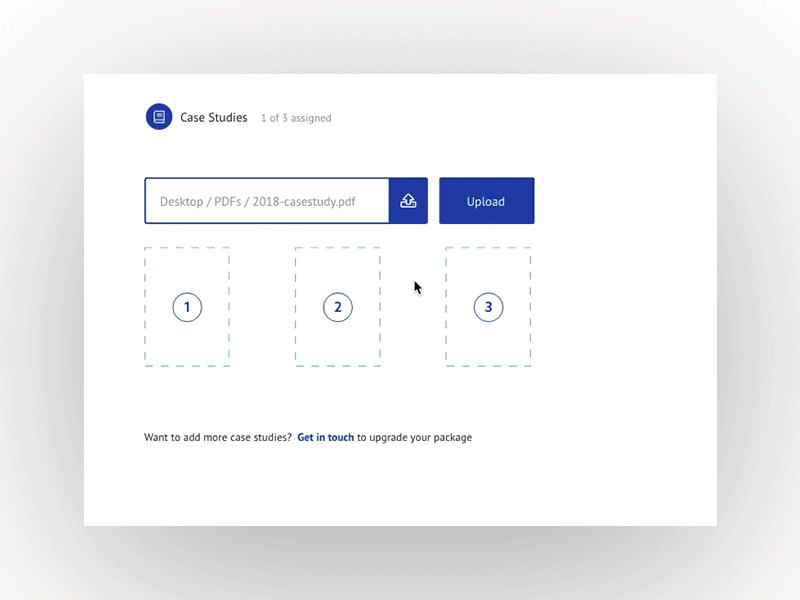 Case Studies 1 of 3 assigned
Desktop / PDFs / 2018-casestudy.pdf Upload
1 2 3
Want to add more case studies? Get in touch to upgrade your package